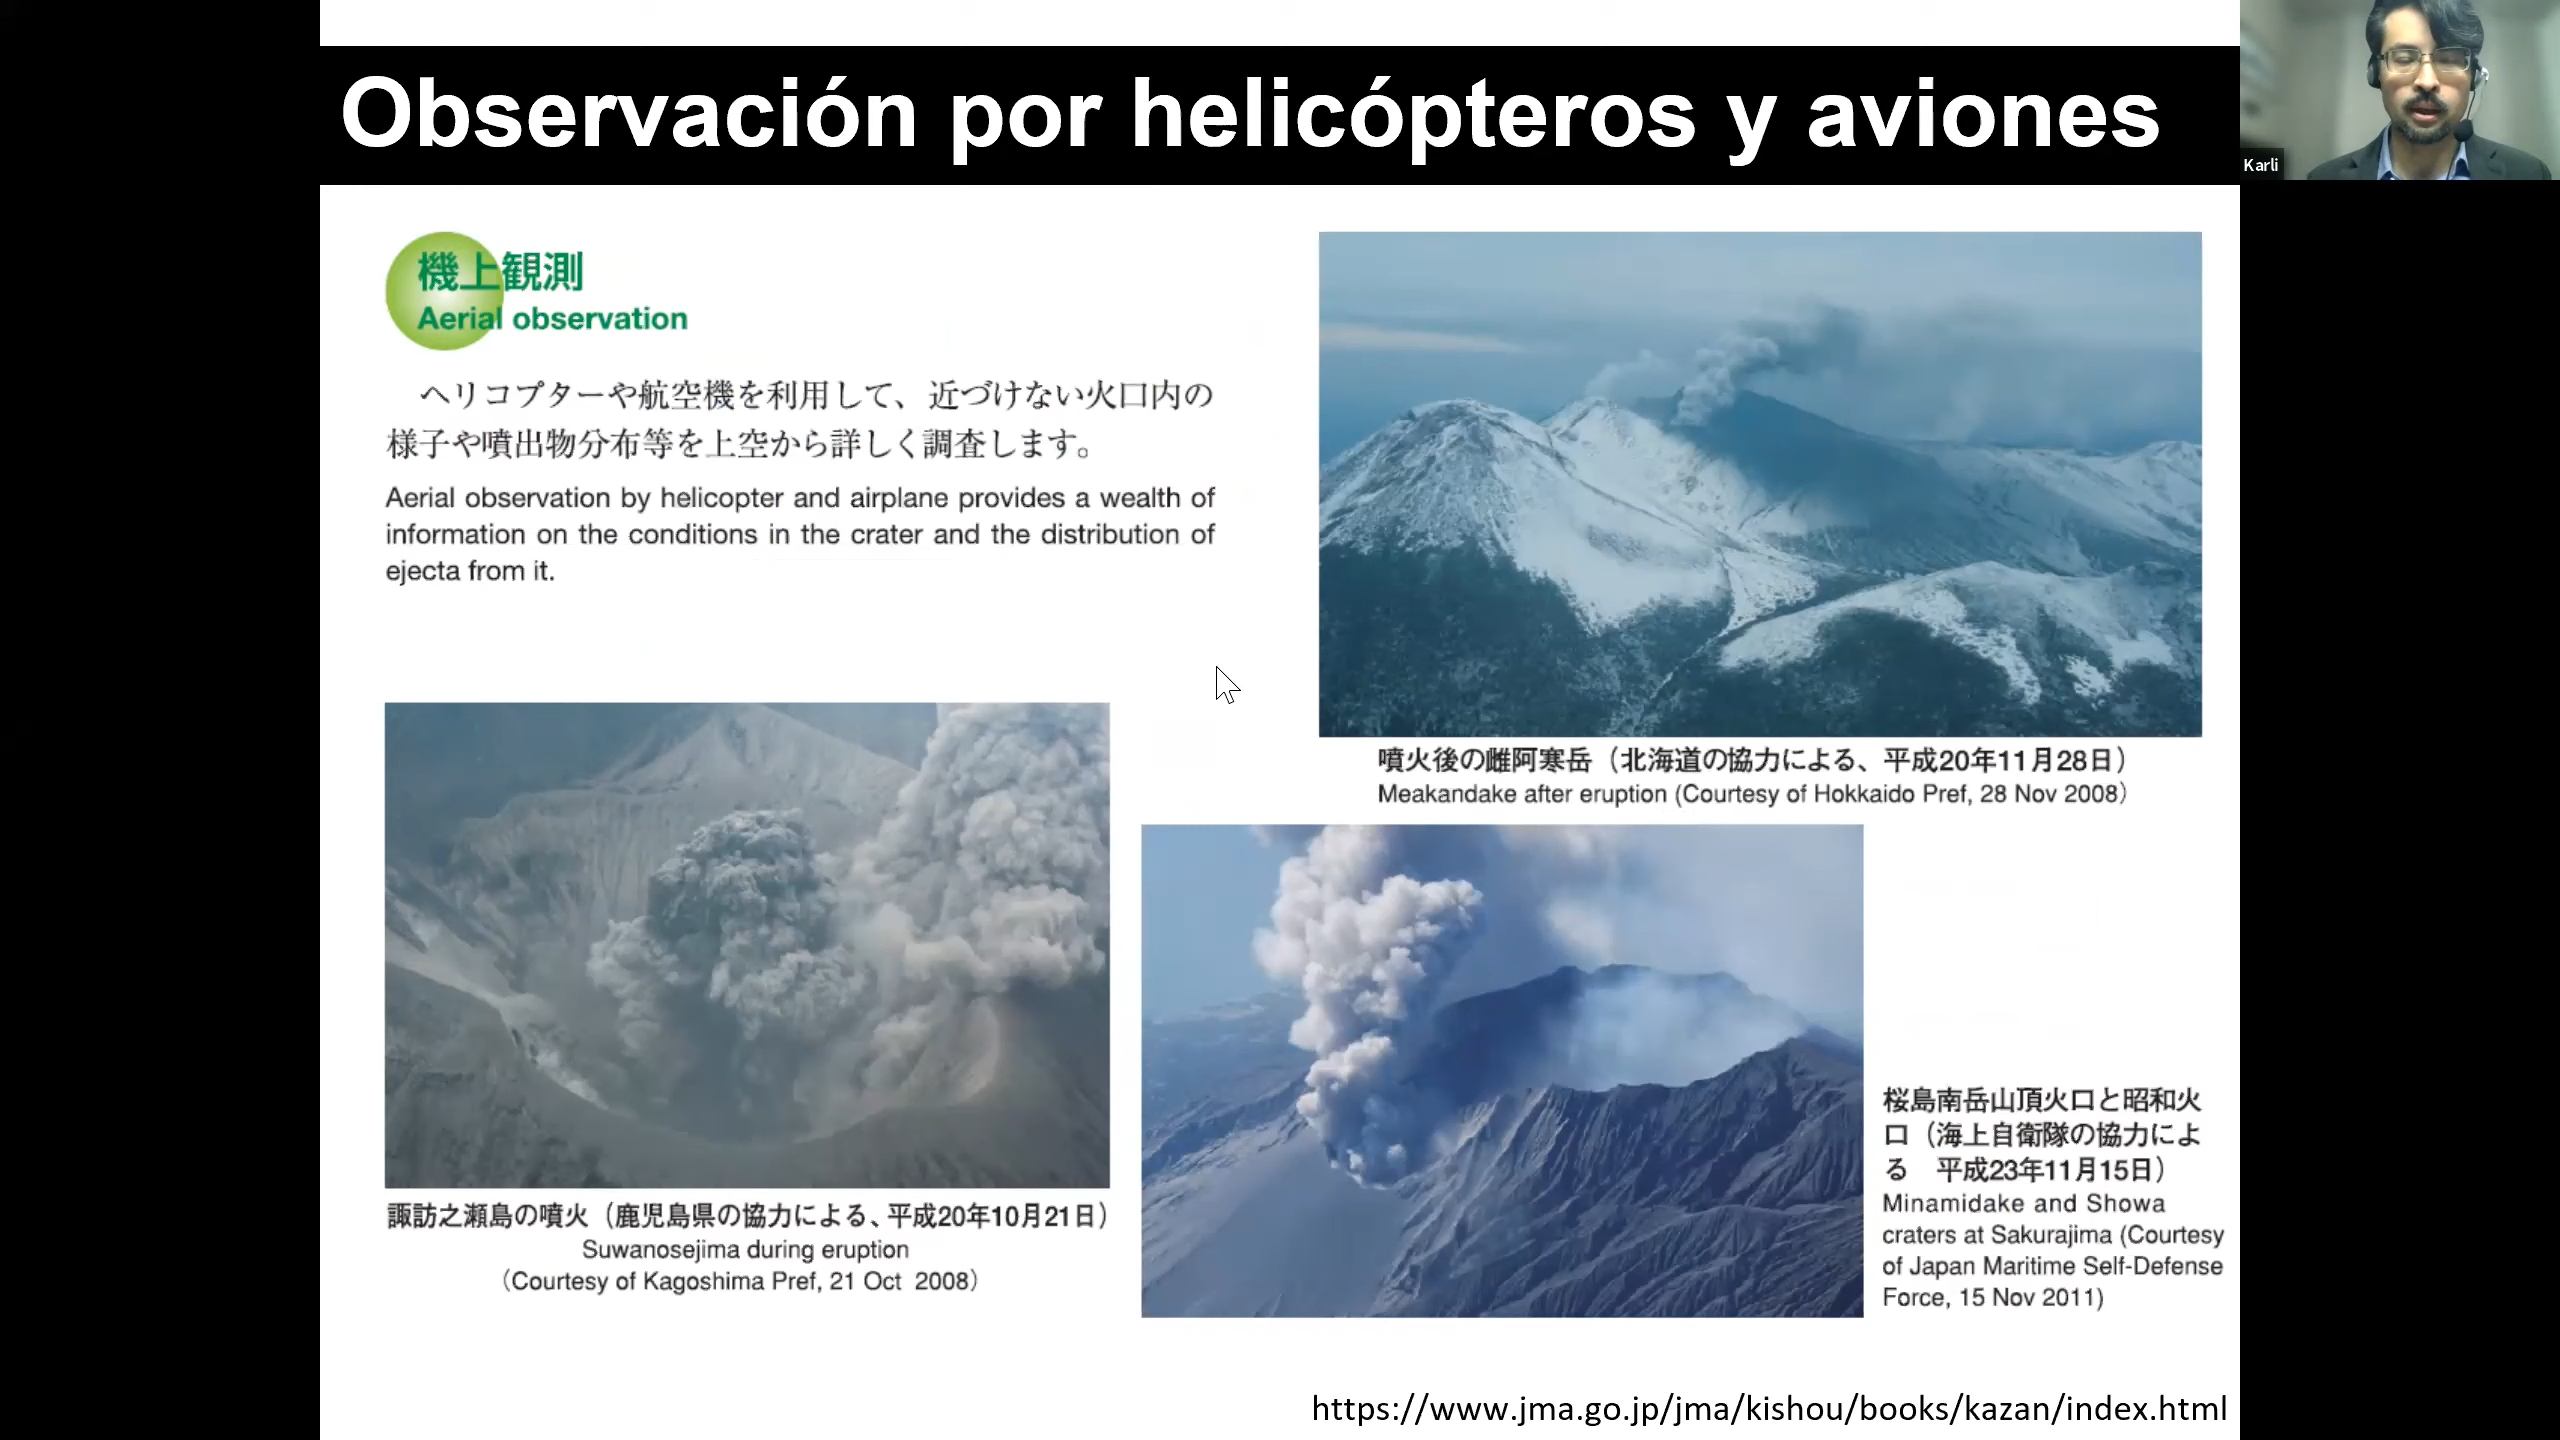 Observación por helicópteros y aviones
Karli
機上観測
Aerial observation
ヘリコプターや航空機を利用して、近づけない火口内の
様子や噴出物分布等を上空から詳しく調査します。
Aerial observation by helicopter and airplane provides a wealth of
information on the conditions in the crater and the distribution of
ejecta from it.
噴火後の雌阿寒岳（北海道の協力による、平成20年11月28日）
Meakandake after eruption (Courtesy of Hokkaido Pref, 28 Nov 2008)
諏訪之瀬島の噴火（鹿児島県の協力による、平成20年10月21日）
Suwanosejima during eruption
(Courtesy of Kagoshima Pref, 21 Oct 2008)
桜島南岳山頂火口と昭和火
口（海上自衛隊の協力によ
る　平成23年11月15日）
Minamidake and Showa
craters at Sakurajima (Courtesy
of Japan Maritime Self-Defense
Force, 15 Nov 2011)
https://www.jma.go.jp/jma/kishou/books/kazan/index.html